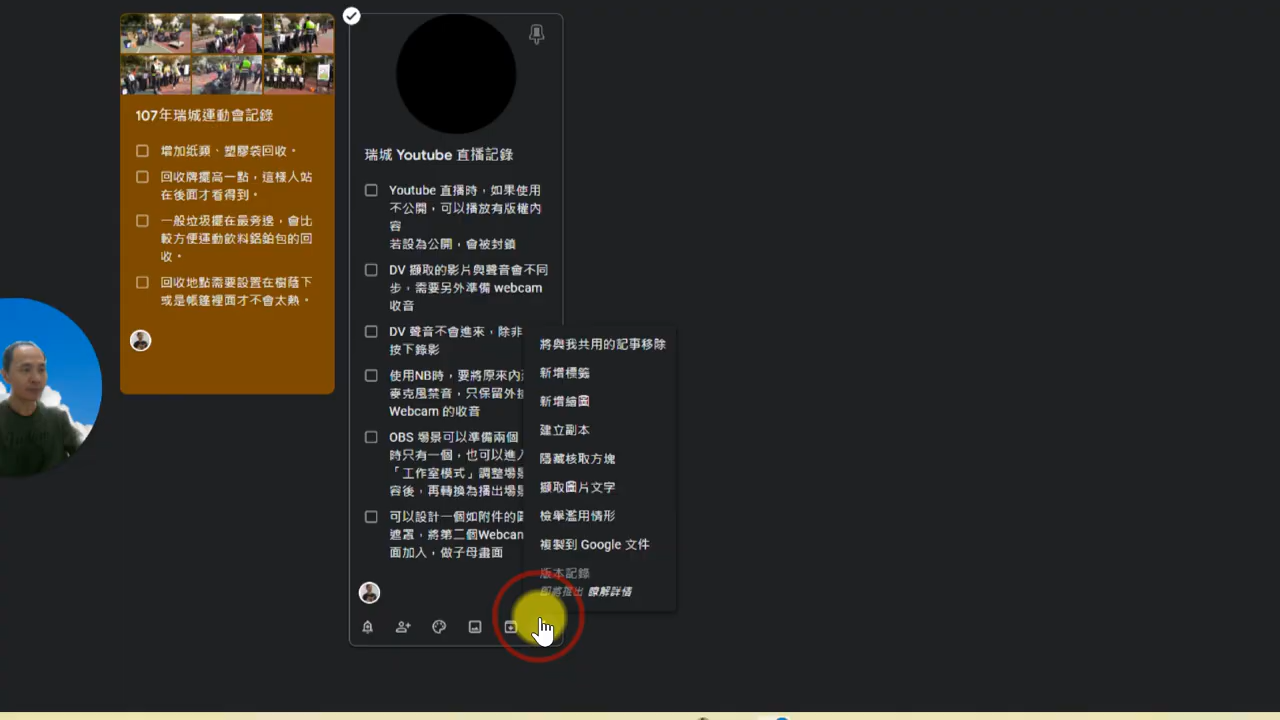 107年瑞城運動會記錄
增加紙類、塑膠袋回收。
回收牌擺高一點，這樣人站
在後面才看得到。
一般垃圾擺在最旁邊，會比
較方便運動飲料鋁鉑包的回
收。
回收地點需要設置在樹蔭下
或是帳篷裡面才不會太熱。
瑞城 Youtube 直播記錄
Youtube 直播時，如果使用
不公開，可以播放有版權內
容
若設為公開，會被封鎖
DV 擷取的影片與聲音會不同
步，需要另外準備 webcam
收音
DV 聲音不會進來，除非
按下錄影
使用NB時，要將原來內
麥克風禁音，只保留外接
Webcam 的收音
OBS 場景可以準備兩個
時只有一個，也可以進入
「工作室模式」調整場景
容後，再轉換為播出場景
可以設計一個如附件的圓
遮罩，將第二個Webcam
面加入，做子母畫面
將與我共用的記事移除
新增標籤
新增繪圖
建立副本
隱藏核取方塊
擷取圖片文字
檢舉濫用情形
複製到 Google 文件
版本記錄
即將推出 瞭解詳情